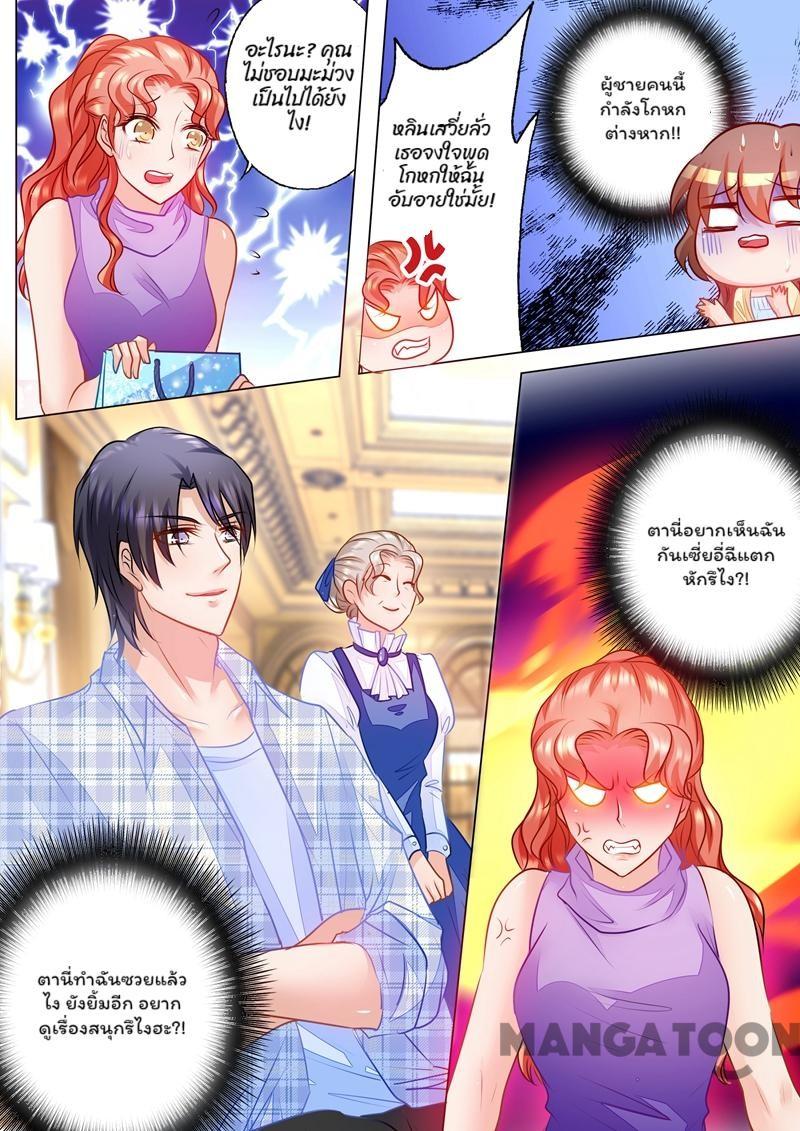 อะไรนะ? คุณ
ไม่ชอบมะม่วง
เป็นไปได้ยัง
ไง!
หลินเสวี่ยลั่ว
เธอจงใจพูด
โกหกให้ฉัน
อับอายใช่มั้ย!
ผู้ชายคนนี้
กำลังโกหก
ต่างหาก!!
ตานี่อยากเห็นฉัน
กันเซี่ยอี่ฉีแตก
หักริไง?!
ตานี่ทำฉันซวยแล้ว
ไง ยังยิ้มอีก อยาก
ดูเรื่องสนุกริไงฮะ?!
MANGATOON